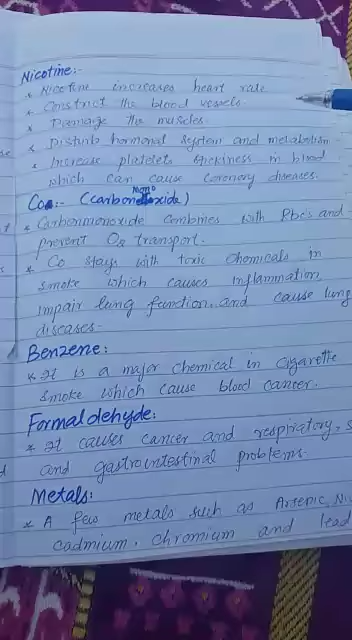 Nicotine:-
* Nicotine increases heart rate
* Constrict the blood vessels.
* Damage the muscles.
* Disturb hormonal system and metabolism
* Increase platelets stickiness in blood
which can cause coronary diseases.
Co:- (carbon Monoxide)
* Carbonmonoxide combines with Rbcs and
prevent O2 transport.
* Co stays with toxic chemicals in
smoke which causes inflammation,
impair lung function, and cause lung
diseases.
Benzene:
* It is a major chemical in cigarette
smoke which cause blood cancer.
Formaldehyde:
* It causes cancer and respiratory, s
and gastrointestinal problems.
Metals:
* A few metals such as Arsenic, Ni
cadmium, chromium and lead